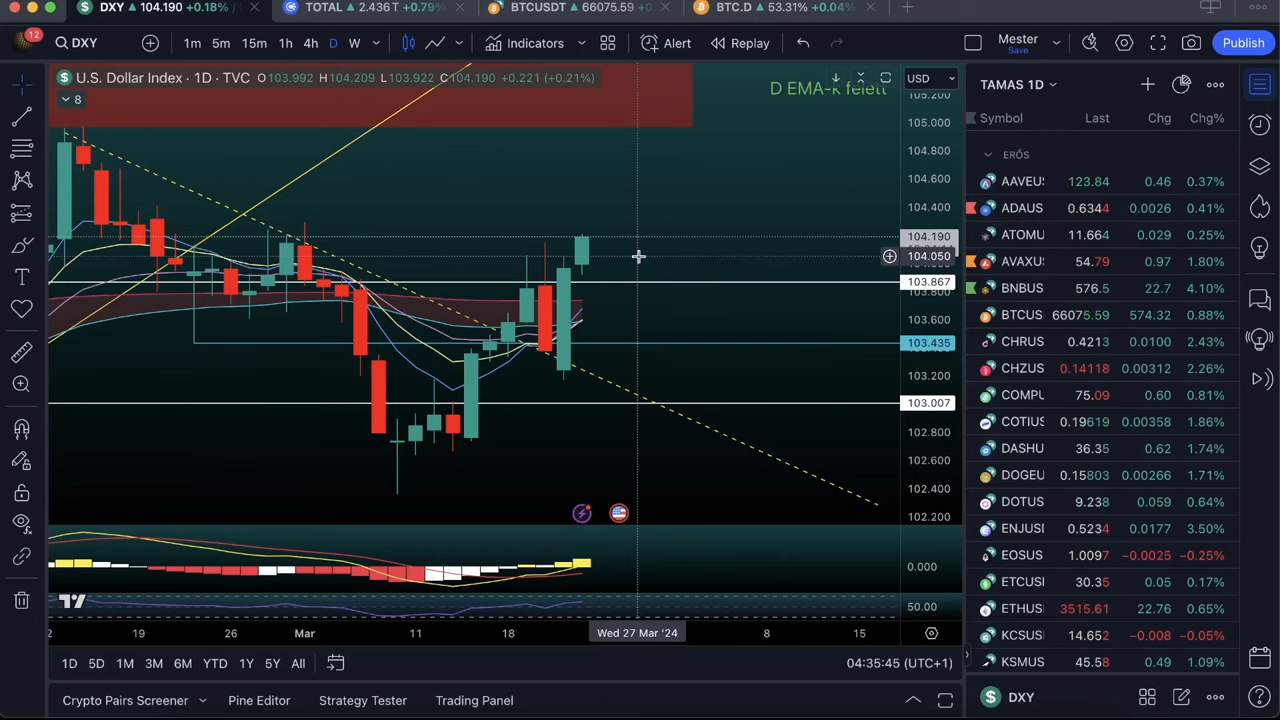 DXY ▲ 104.190 +0.18% /
TOTAL ▲ 2.436 T +0.79%
BTCUSDT ▲ 66075.59 +0
BTC.D ▲ 53.31% +0.04%
12
DXY
1m 5m 15m 1h 4h D W
Indicators
Alert
Replay
Mester
Save
Publish
U.S. Dollar Index · 1D · TVC O103.992 H104.209 L103.922 C104.190 +0.221 (+0.21%)
8
D EMA-k felett
USD
105.200
105.000
104.800
104.600
104.400
104.190
104.050
103.867
103.800
103.600
103.435
103.200
103.007
102.800
102.600
102.400
102.200
0.000
50.00
2 19 26 Mar 11 18 Wed 27 Mar '24 8 15
1D 5D 1M 3M 6M YTD 1Y 5Y All
04:35:45 (UTC+1)
Crypto Pairs Screener Pine Editor Strategy Tester Trading Panel
TAMAS 1D
Symbol Last Chg Chg%
ERŐS
AAVEUS 123.84 0.46 0.37%
ADAUS 0.6344 0.0026 0.41%
ATOMU 11.664 0.029 0.25%
AVAXUS 54.79 0.97 1.80%
BNBUS 576.5 22.7 4.10%
BTCUS 66075.59 574.32 0.88%
CHRUS 0.4213 0.0100 2.43%
CHZUS 0.14118 0.00312 2.26%
COMPU 75.09 0.60 0.81%
COTIUS 0.19619 0.00358 1.86%
DASHU 36.35 0.62 1.74%
DOGEU 0.15803 0.00266 1.71%
DOTUS 9.238 0.059 0.64%
ENJUSI 0.5234 0.0177 3.50%
EOSUS 1.0097 −0.0025 −0.25%
ETCUS 30.35 0.05 0.17%
ETHUS 3515.61 22.76 0.65%
KCSUS 14.652 −0.008 −0.05%
KSMUS 45.58 0.49 1.09%
DXY